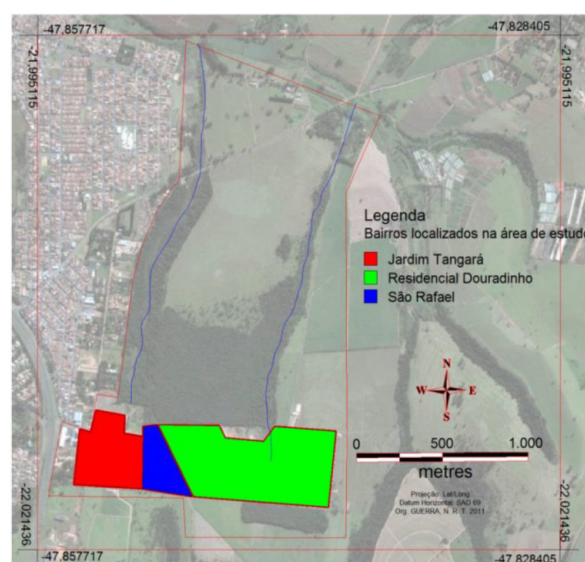 -47.857717
-47.828405
-21.995115
-21.995115
Legenda
Bairros localizados na área de estudo
Jardim Tangará
Residencial Douradinho
São Rafael
N
W E
S
0 500 1.000
metres
Projeção: Lat/Long
Datum Horizontal: SAD 69
Org. GUERRA, N. R. T. 2011
-22.021436
-22.021436
-47.857717
-47.828405